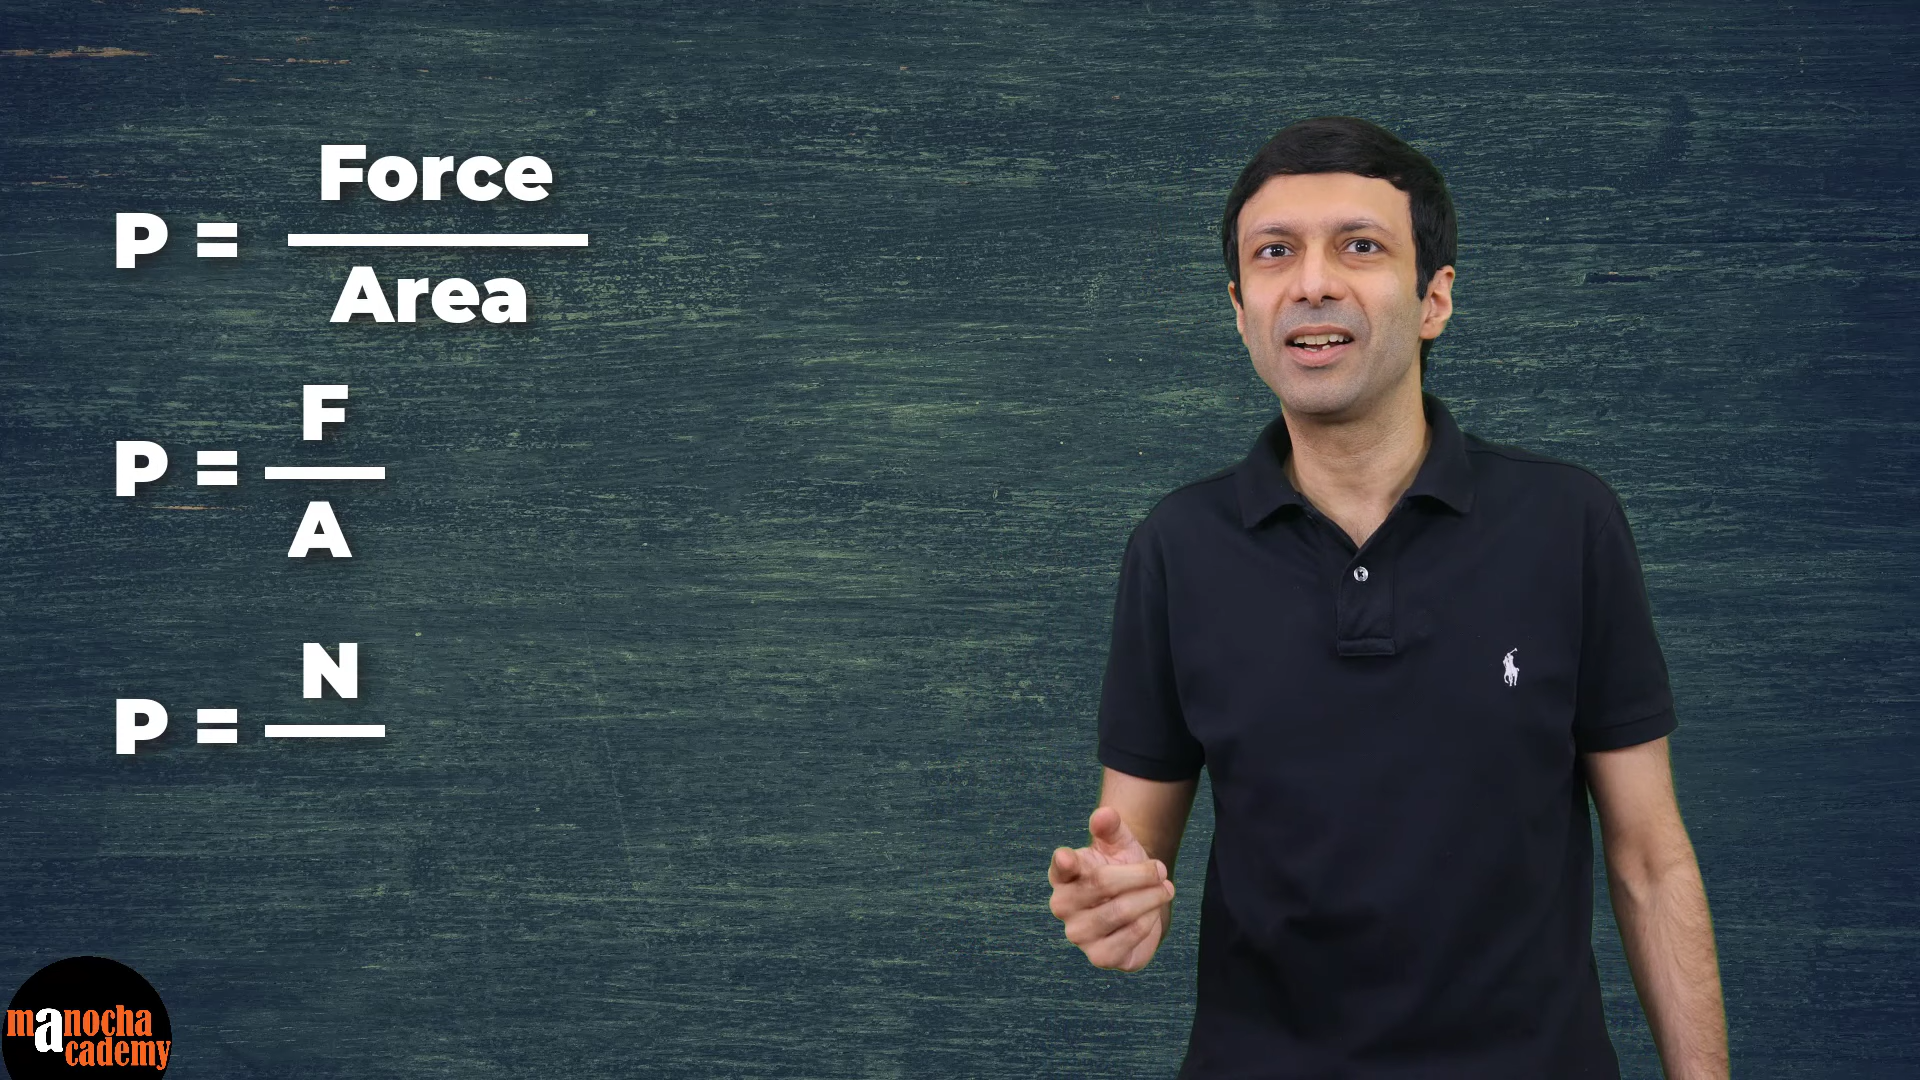 Force
P =
Area
F
P =
A
N
P =
manocha
academy